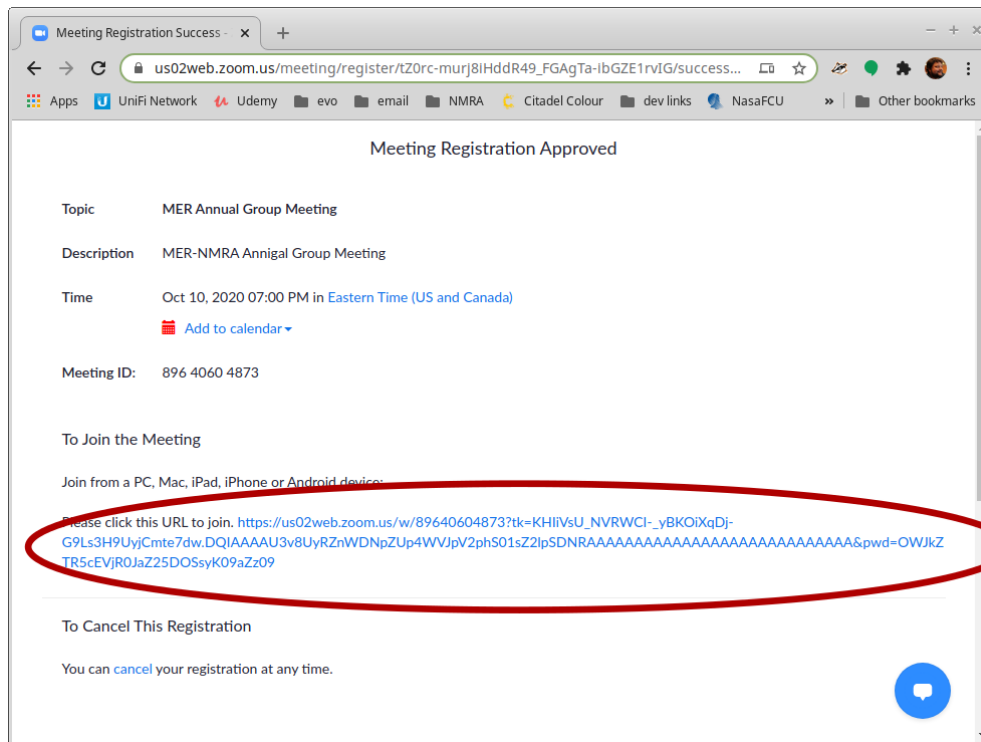 Meeting Registration Success -
us02web.zoom.us/meeting/register/tZ0rc-murj8iHddR49_FGAgTa-ibGZE1rvIG/success...
Apps UniFi Network Udemy evo email NMRA Citadel Colour dev links NasaFCU » Other bookmarks
Meeting Registration Approved
Topic MER Annual Group Meeting
Description MER-NMRA Annigal Group Meeting
Time Oct 10, 2020 07:00 PM in Eastern Time (US and Canada)
Add to calendar
Meeting ID: 896 4060 4873
To Join the Meeting
Join from a PC, Mac, iPad, iPhone or Android device:
Please click this URL to join. https://us02web.zoom.us/w/89640604873?tk=KHIiVsU_NVRWCI-_yBKOiXqDj-
G9Ls3H9UyjCmte7dw.DQIAAAAU3v8UyRZnWDNpZUp4WVJpV2phS01sZ2lpSDNRAAAAAAAAAAAAAAAAAAAAAAAAAAAA&pwd=OWJkZ
TR5cEVjR0JaZ25DOSsyK09aZz09
To Cancel This Registration
You can cancel your registration at any time.